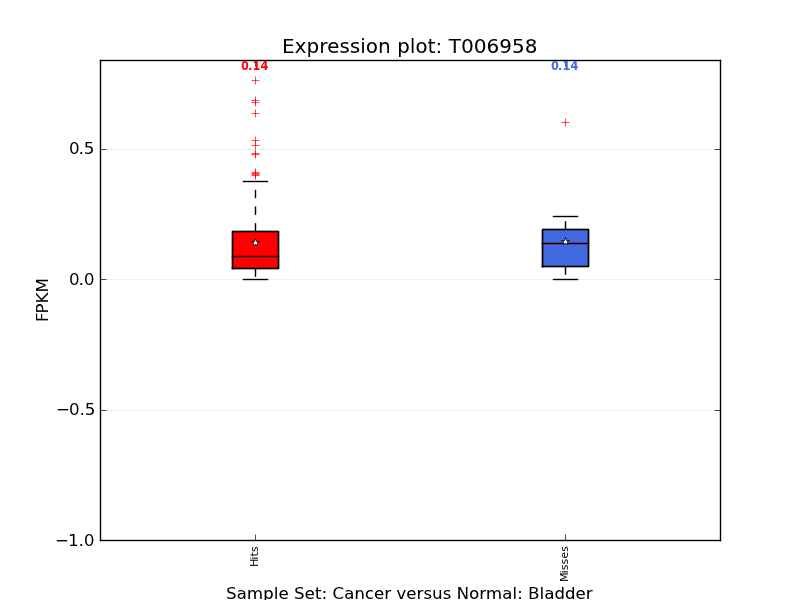 Expression plot: T006958
0.14
0.14
0.5
0.0
−0.5
−1.0
FPKM
Hits
Misses
Sample Set: Cancer versus Normal: Bladder